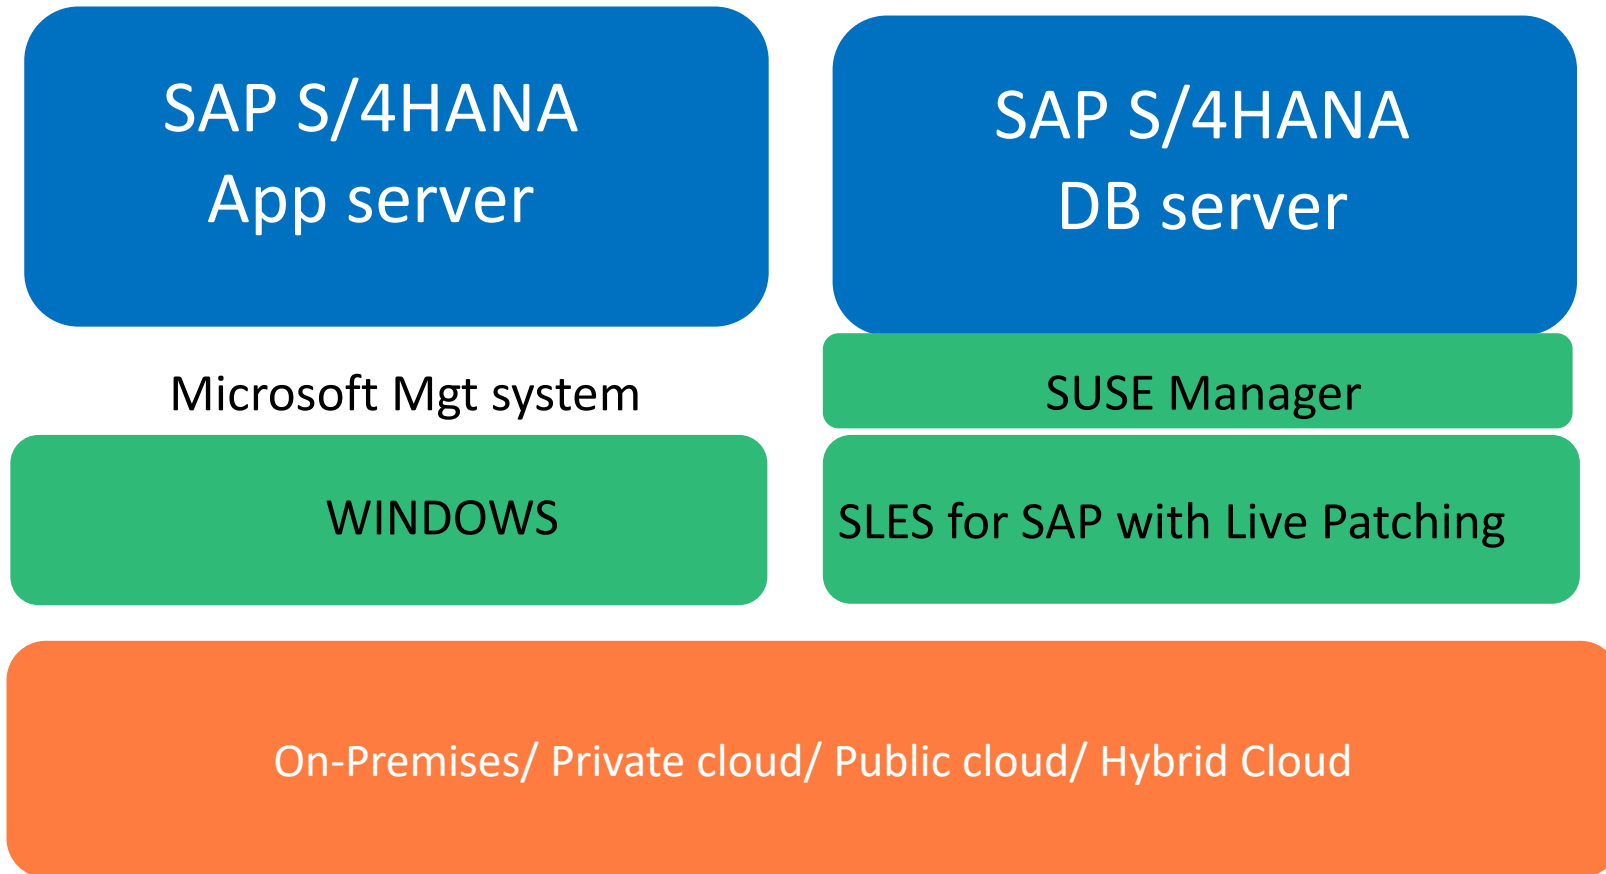 SAP S/4HANA
App server
SAP S/4HANA
DB server
Microsoft Mgt system
SUSE Manager
WINDOWS
SLES for SAP with Live Patching
On-Premises/ Private cloud/ Public cloud/ Hybrid Cloud